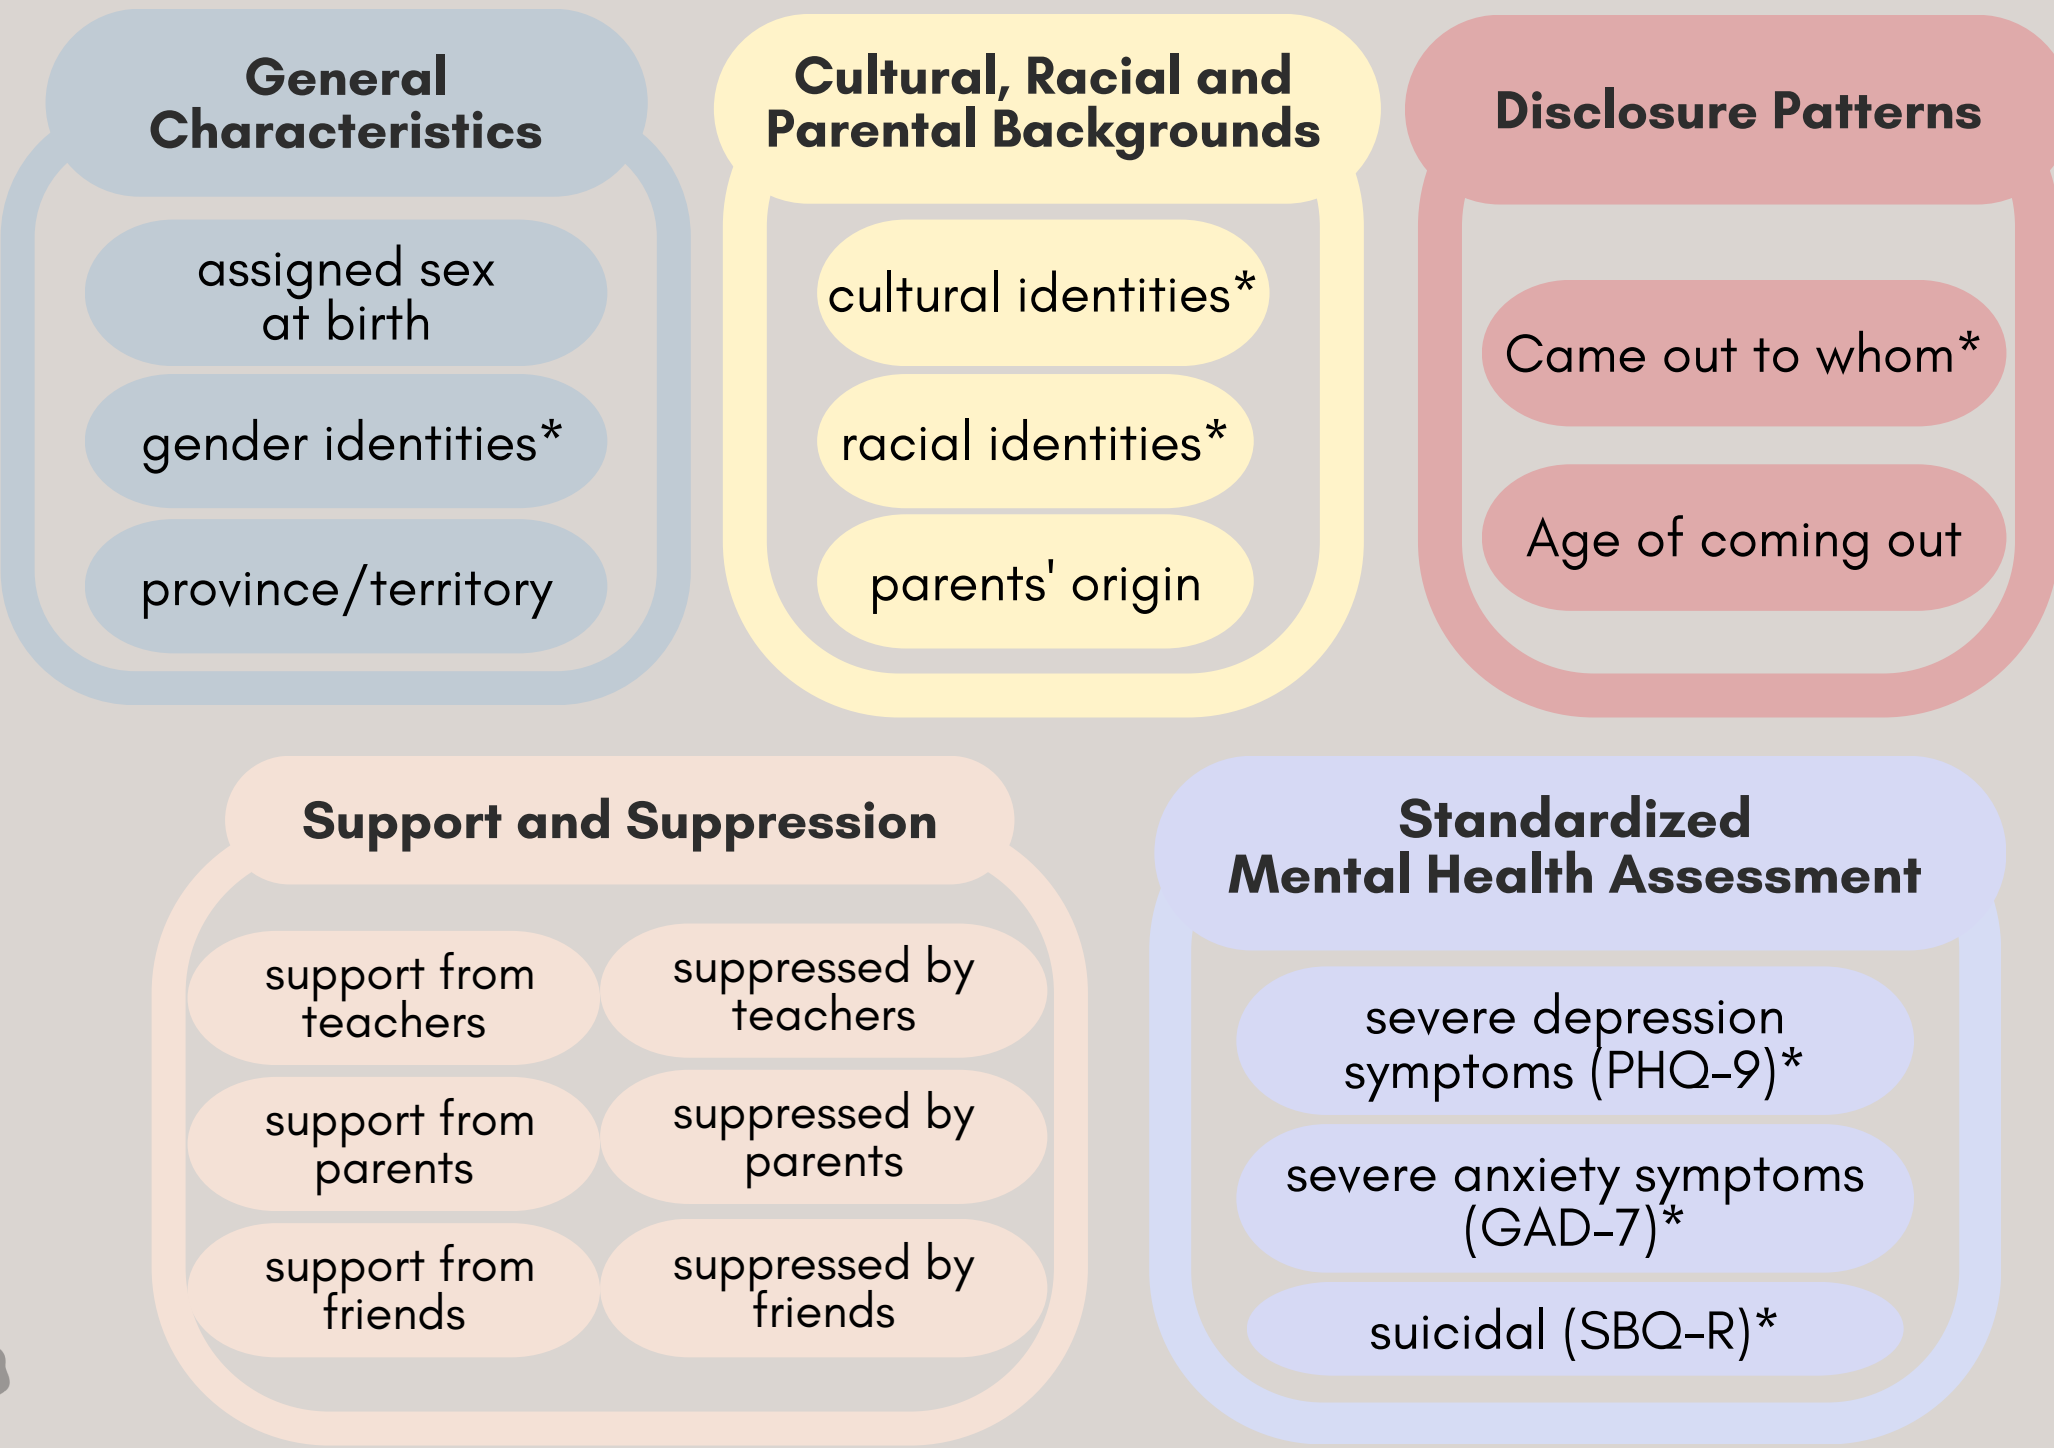 General
Characteristics
assigned sex
at birth
gender identities*
province/territory
Cultural, Racial and
Parental Backgrounds
cultural identities*
racial identities*
parents' origin
Disclosure Patterns
Came out to whom*
Age of coming out
Support and Suppression
support from
teachers
suppressed by
teachers
support from
parents
suppressed by
parents
support from
friends
suppressed by
friends
Standardized
Mental Health Assessment
severe depression
symptoms (PHQ-9)*
severe anxiety symptoms
(GAD-7)*
suicidal (SBQ-R)*